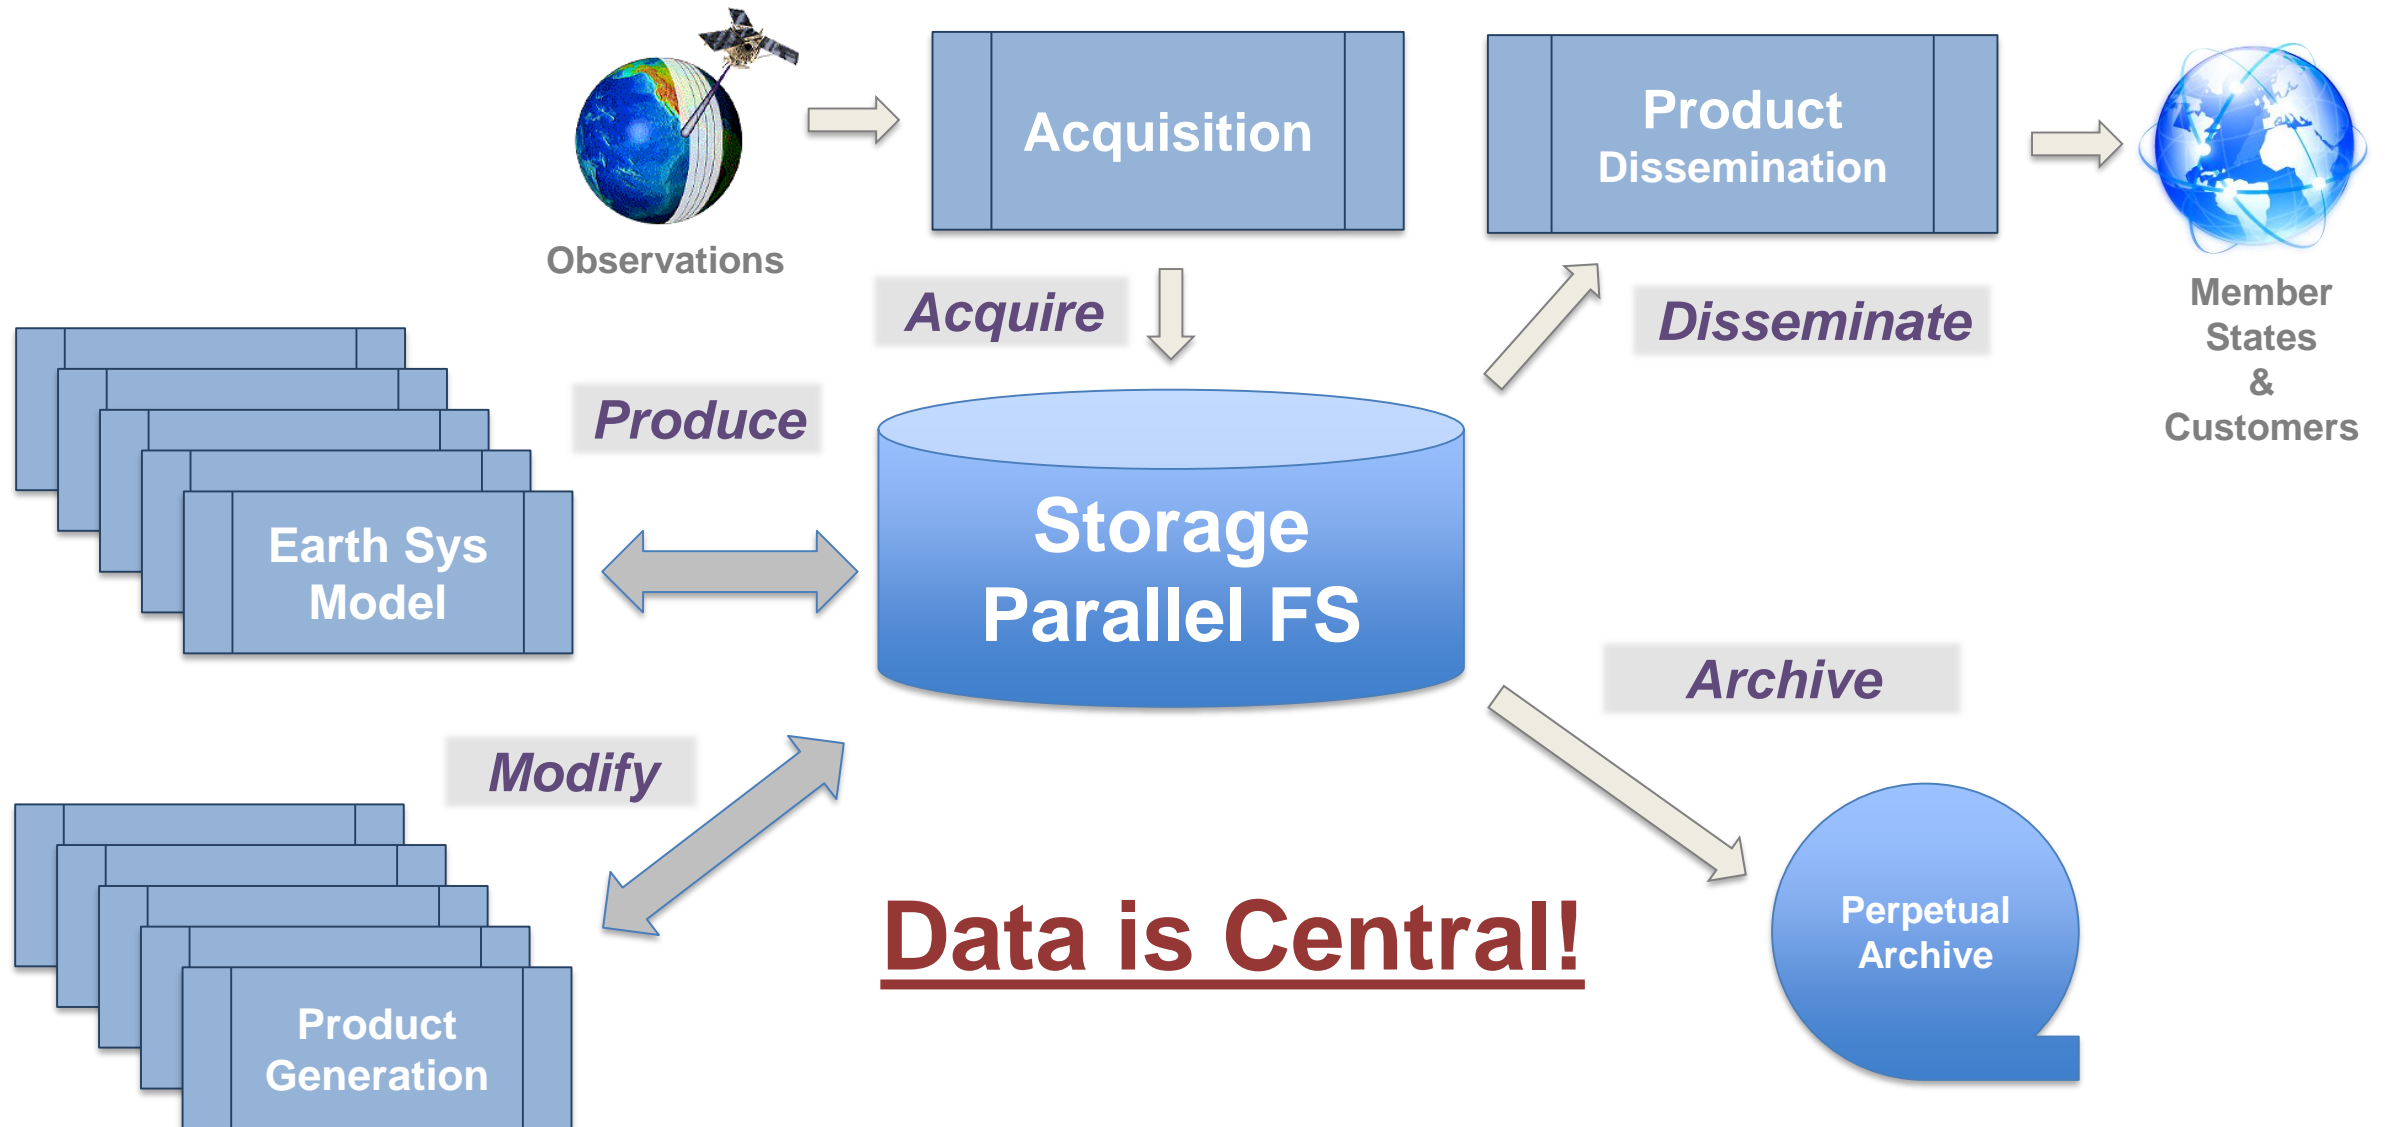 Observations
Acquisition
Product
Dissemination
Member
States
&
Customers
Acquire
Disseminate
Produce
Earth Sys
Model
Storage
Parallel FS
Archive
Modify
Data is Central!
Perpetual
Archive
Product
Generation